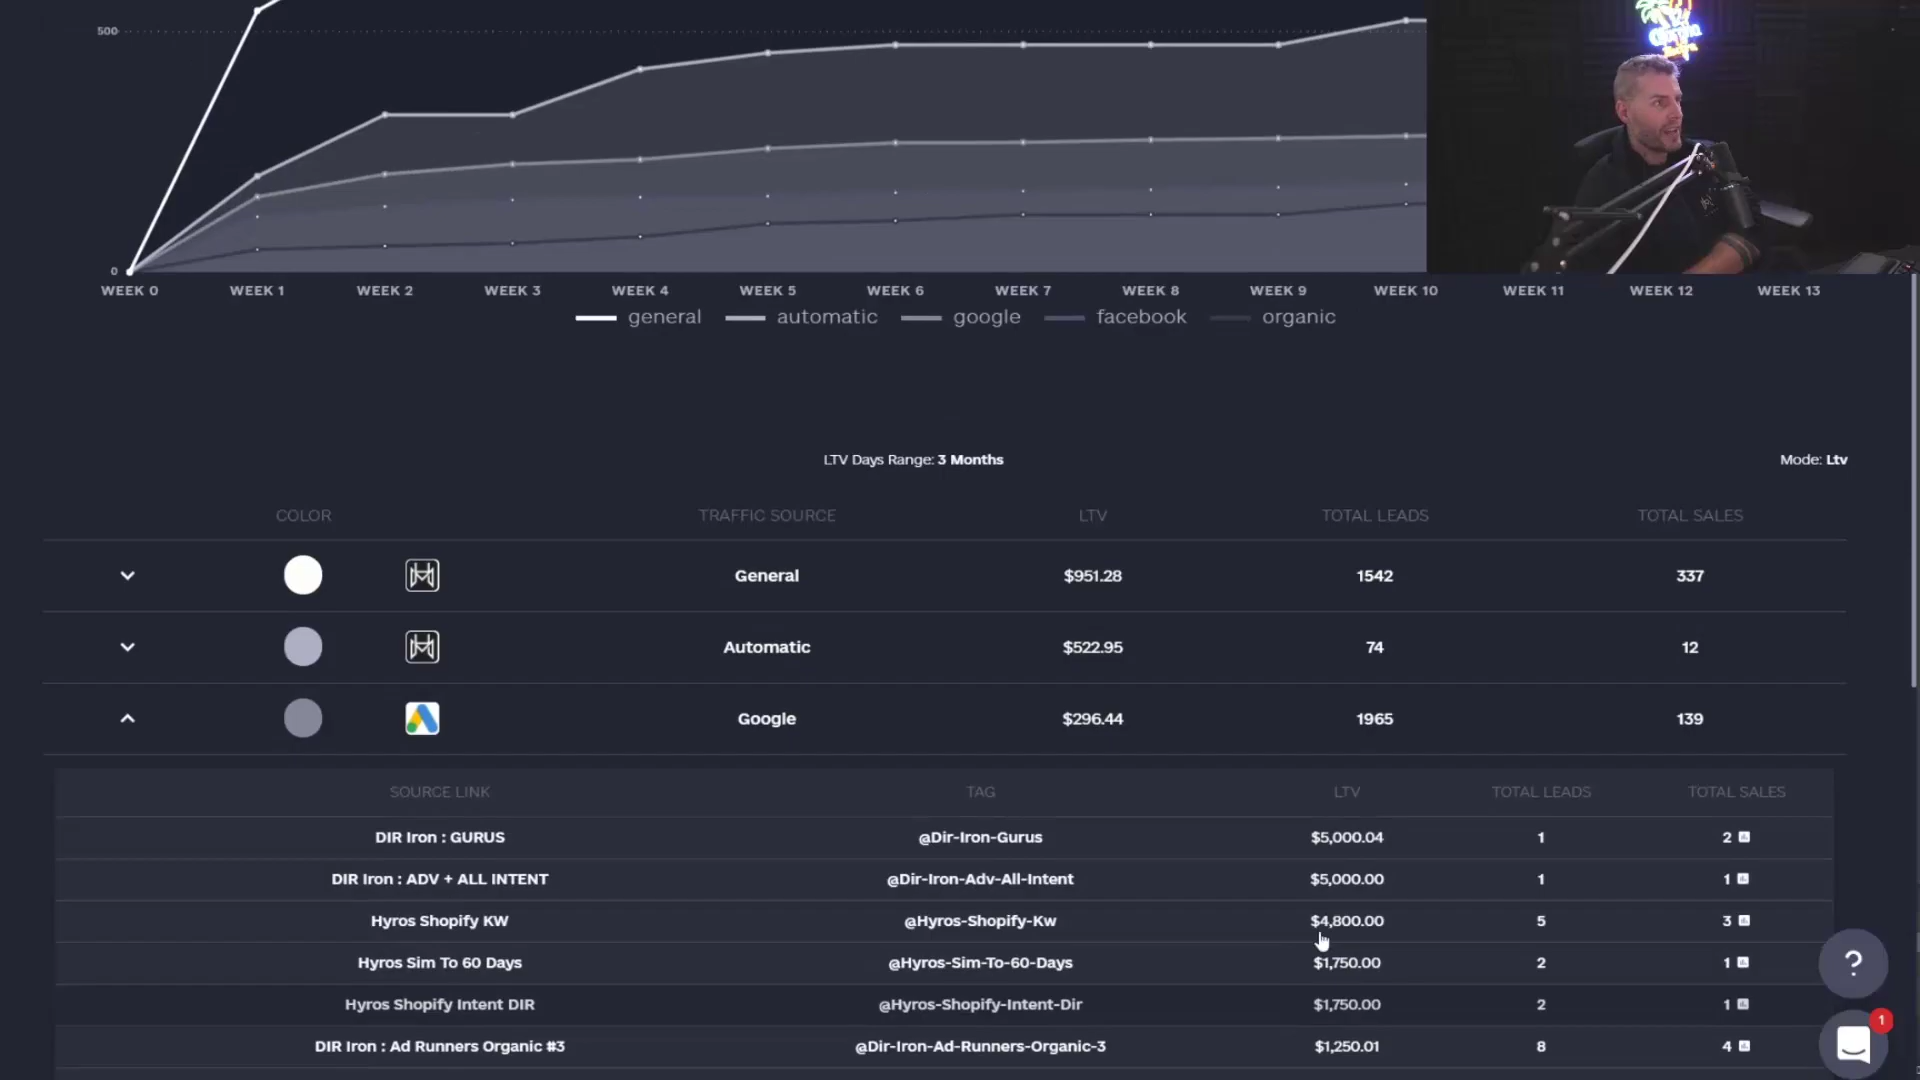 500
0
WEEK 0 WEEK 1 WEEK 2 WEEK 3 WEEK 4 WEEK 5 WEEK 6 WEEK 7 WEEK 8 WEEK 9 WEEK 10 WEEK 11 WEEK 12 WEEK 13
general automatic google facebook organic
LTV Days Range: 3 Months Mode: Ltv
COLOR TRAFFIC SOURCE LTV TOTAL LEADS TOTAL SALES
General $951.28 1542 337
Automatic $522.95 74 12
Google $296.44 1965 139
SOURCE LINK TAG LTV TOTAL LEADS TOTAL SALES
DIR Iron : GURUS @Dir-Iron-Gurus $5,000.04 1 2
DIR Iron : ADV + ALL INTENT @Dir-Iron-Adv-All-Intent $5,000.00 1 1
Hyros Shopify KW @Hyros-Shopify-Kw $4,800.00 5 3
Hyros Sim To 60 Days @Hyros-Sim-To-60-Days $1,750.00 2 1
Hyros Shopify Intent DIR @Hyros-Shopify-Intent-Dir $1,750.00 2 1
DIR Iron : Ad Runners Organic #3 @Dir-Iron-Ad-Runners-Organic-3 $1,250.01 8 4
?
1